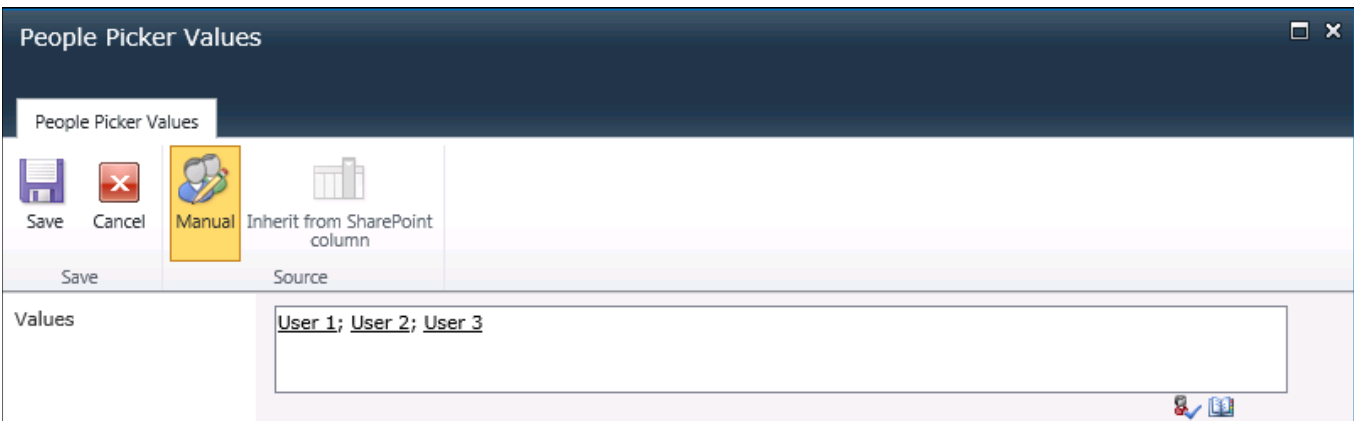 People Picker Values
People Picker Values
Save
Cancel
Manual
Inherit from SharePoint
column
Save
Source
Values
User 1; User 2; User 3